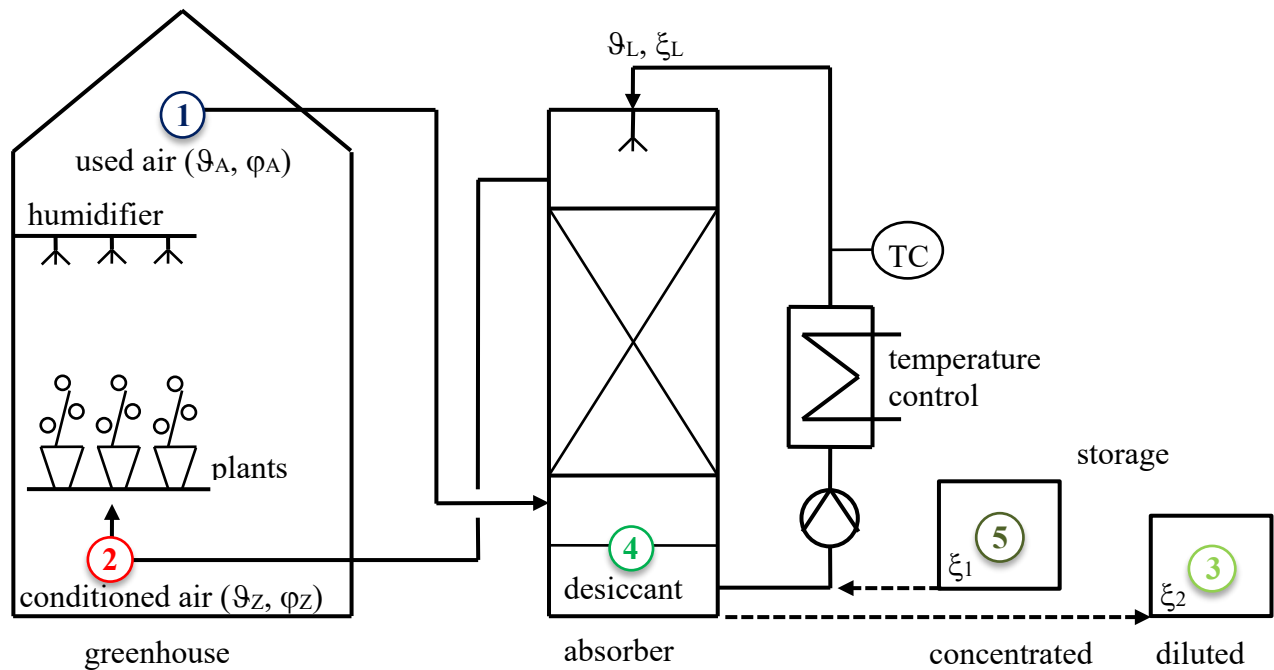 ϑL, ξL
1
used air (ϑA, φA)
humidifier
TC
temperature
control
plants
storage
2
4
5
3
conditioned air (ϑZ, φZ)
desiccant
ξ1
ξ2
greenhouse
absorber
concentrated
diluted